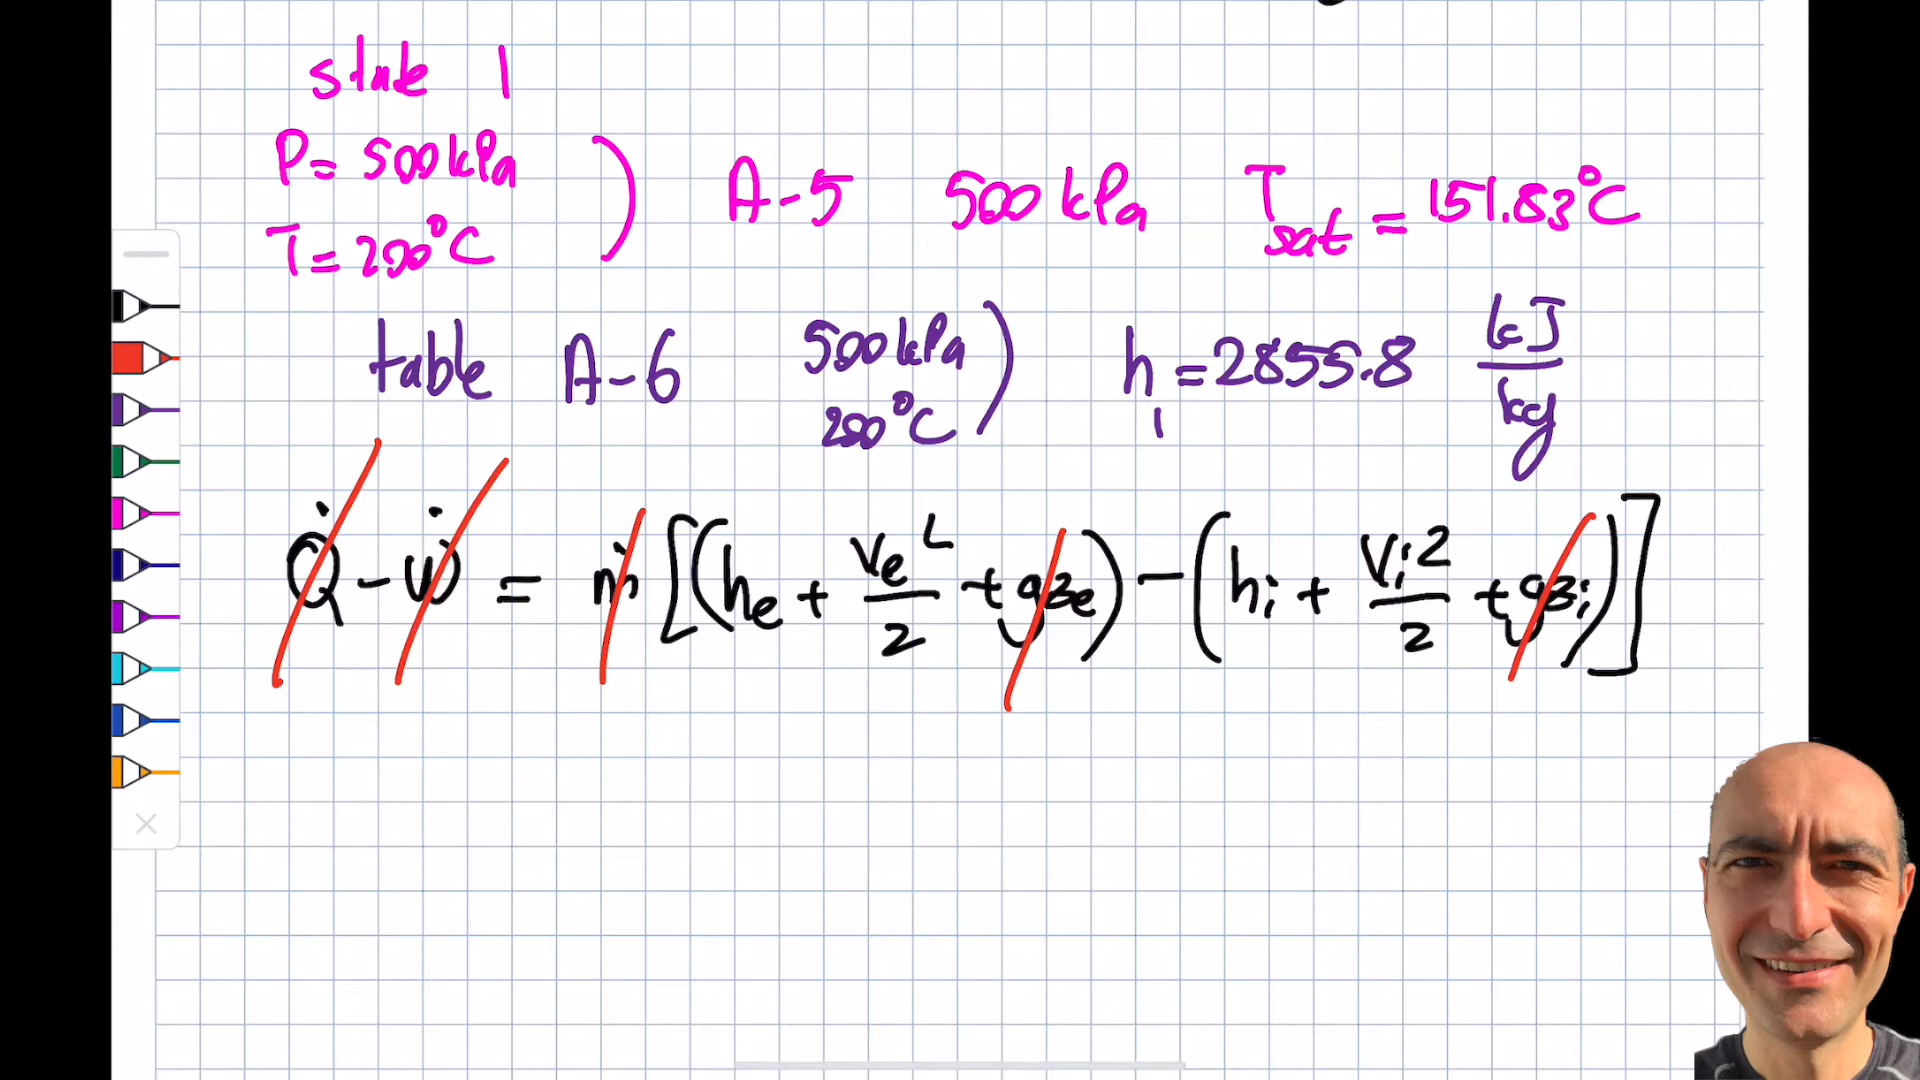 state 1
P = 500 kPa
T = 200°C ) A-5 500 kPa T_sat = 151.83°C
table A-6 500 kPa 200°C ) h_1 = 2855.8 kJ/kg
Q̇ - ẇ = ṁ [(h_e + V_e²/2 + gz_e) - (h_i + V_i²/2 + gz_i)]